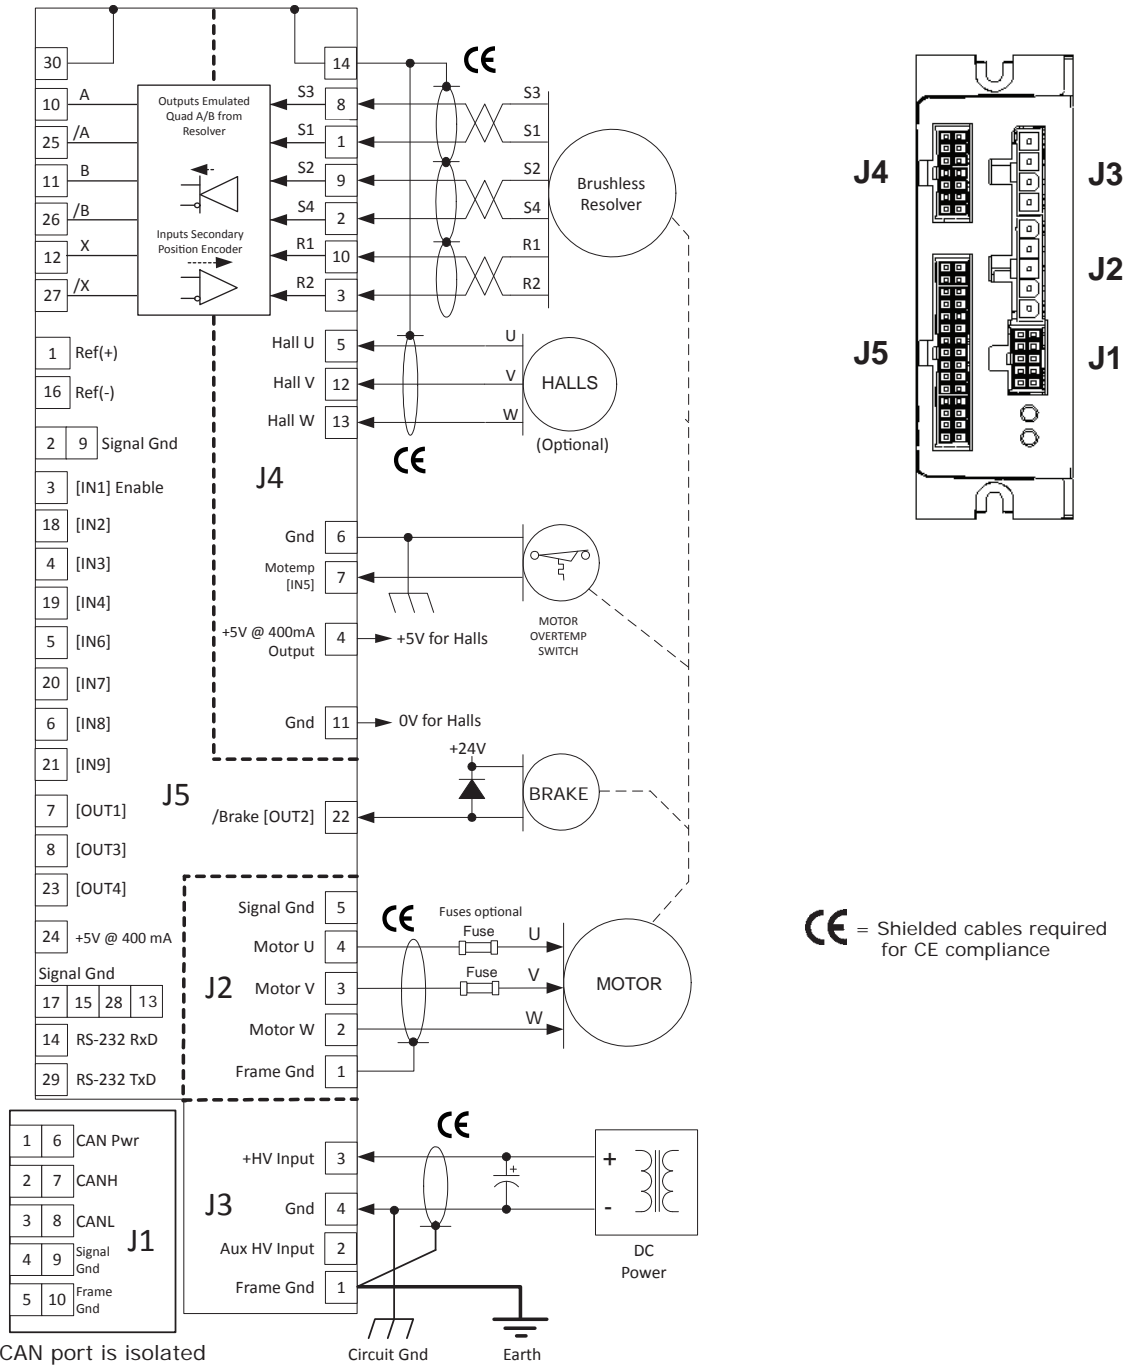 30
14
CE
10 A
25 /A
11 B
26 /B
12 X
27 /X
Outputs Emulated
Quad A/B from
Resolver
Inputs Secondary
Position Encoder
S3 8 S3
S1 1 S1
S2 9 S2
S4 2 S4
R1 10 R1
R2 3 R2
Brushless
Resolver
1 Ref(+)
16 Ref(-)
2 9 Signal Gnd
3 [IN1] Enable
18 [IN2]
4 [IN3]
19 [IN4]
5 [IN6]
20 [IN7]
6 [IN8]
21 [IN9]
7 [OUT1]
8 [OUT3]
23 [OUT4]
24 +5V @ 400 mA
Signal Gnd
17 15 28 13
14 RS-232 RxD
29 RS-232 TxD
J5
Hall U 5 U
Hall V 12 V
Hall W 13 W
HALLS
(Optional)
CE
J4
Gnd 6
Motemp
[IN5]
7
MOTOR
OVERTEMP
SWITCH
+5V @ 400mA
Output
4 +5V for Halls
Gnd 11 0V for Halls
+24V
/Brake [OUT2] 22
BRAKE
J2
Signal Gnd 5
Motor U 4
Motor V 3
Motor W 2
Frame Gnd 1
CE
Fuses optional
Fuse U
Fuse V
W
MOTOR
J1
1 6 CAN Pwr
2 7 CANH
3 8 CANL
4 9 Signal
Gnd
5 10 Frame
Gnd
CAN port is isolated
J3
CE
+HV Input 3
Gnd 4
Aux HV Input 2
Frame Gnd 1
+
+
-
DC
Power
Circuit Gnd
Earth
J4
J3
J2
J5
J1
CE = Shielded cables required
for CE compliance